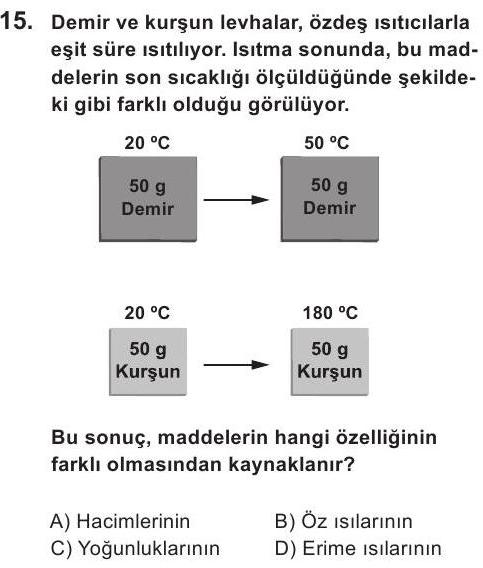 15. Demir ve kurşun levhalar, özdeş ısıtıcılarla
eşit süre ısıtılıyor. Isıtma sonunda, bu mad-
delerin son sıcaklığı ölçüldüğünde şekilde-
ki gibi farklı olduğu görülüyor.
20 ºC
50 ºC
50 g
Demir
50 g
Demir
20 ºC
180 ºC
50 g
Kurşun
50 g
Kurşun
Bu sonuç, maddelerin hangi özelliğinin
farklı olmasından kaynaklanır?
A) Hacimlerinin
B) Öz ısılarının
C) Yoğunluklarının
D) Erime ısılarının